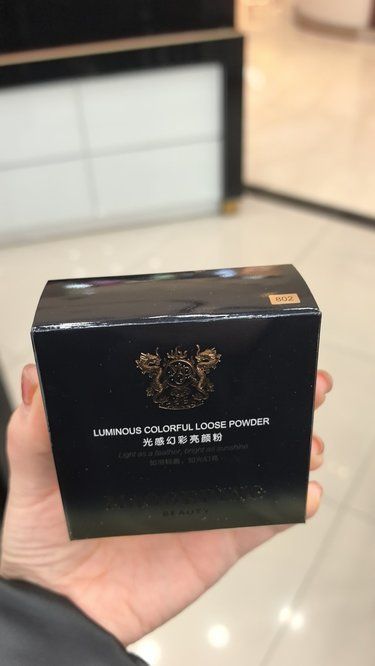 802
LUMINOUS COLORFUL LOOSE POWDER
光感幻彩亮颜粉
Light as a feather, bright as sunshine.
BEAUTY